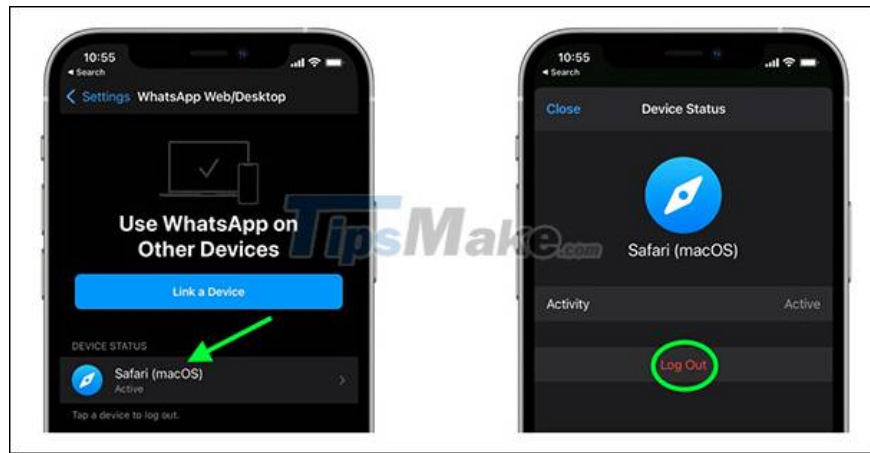 10:55
◀ Search
Settings WhatsApp Web/Desktop
Use WhatsApp on
Other Devices
Link a Device
DEVICE STATUS
Safari (macOS)
Active
Tap a device to log out.
10:55
◀ Search
Close Device Status
Safari (macOS)
Activity Active
Log Out
TipsMake.com